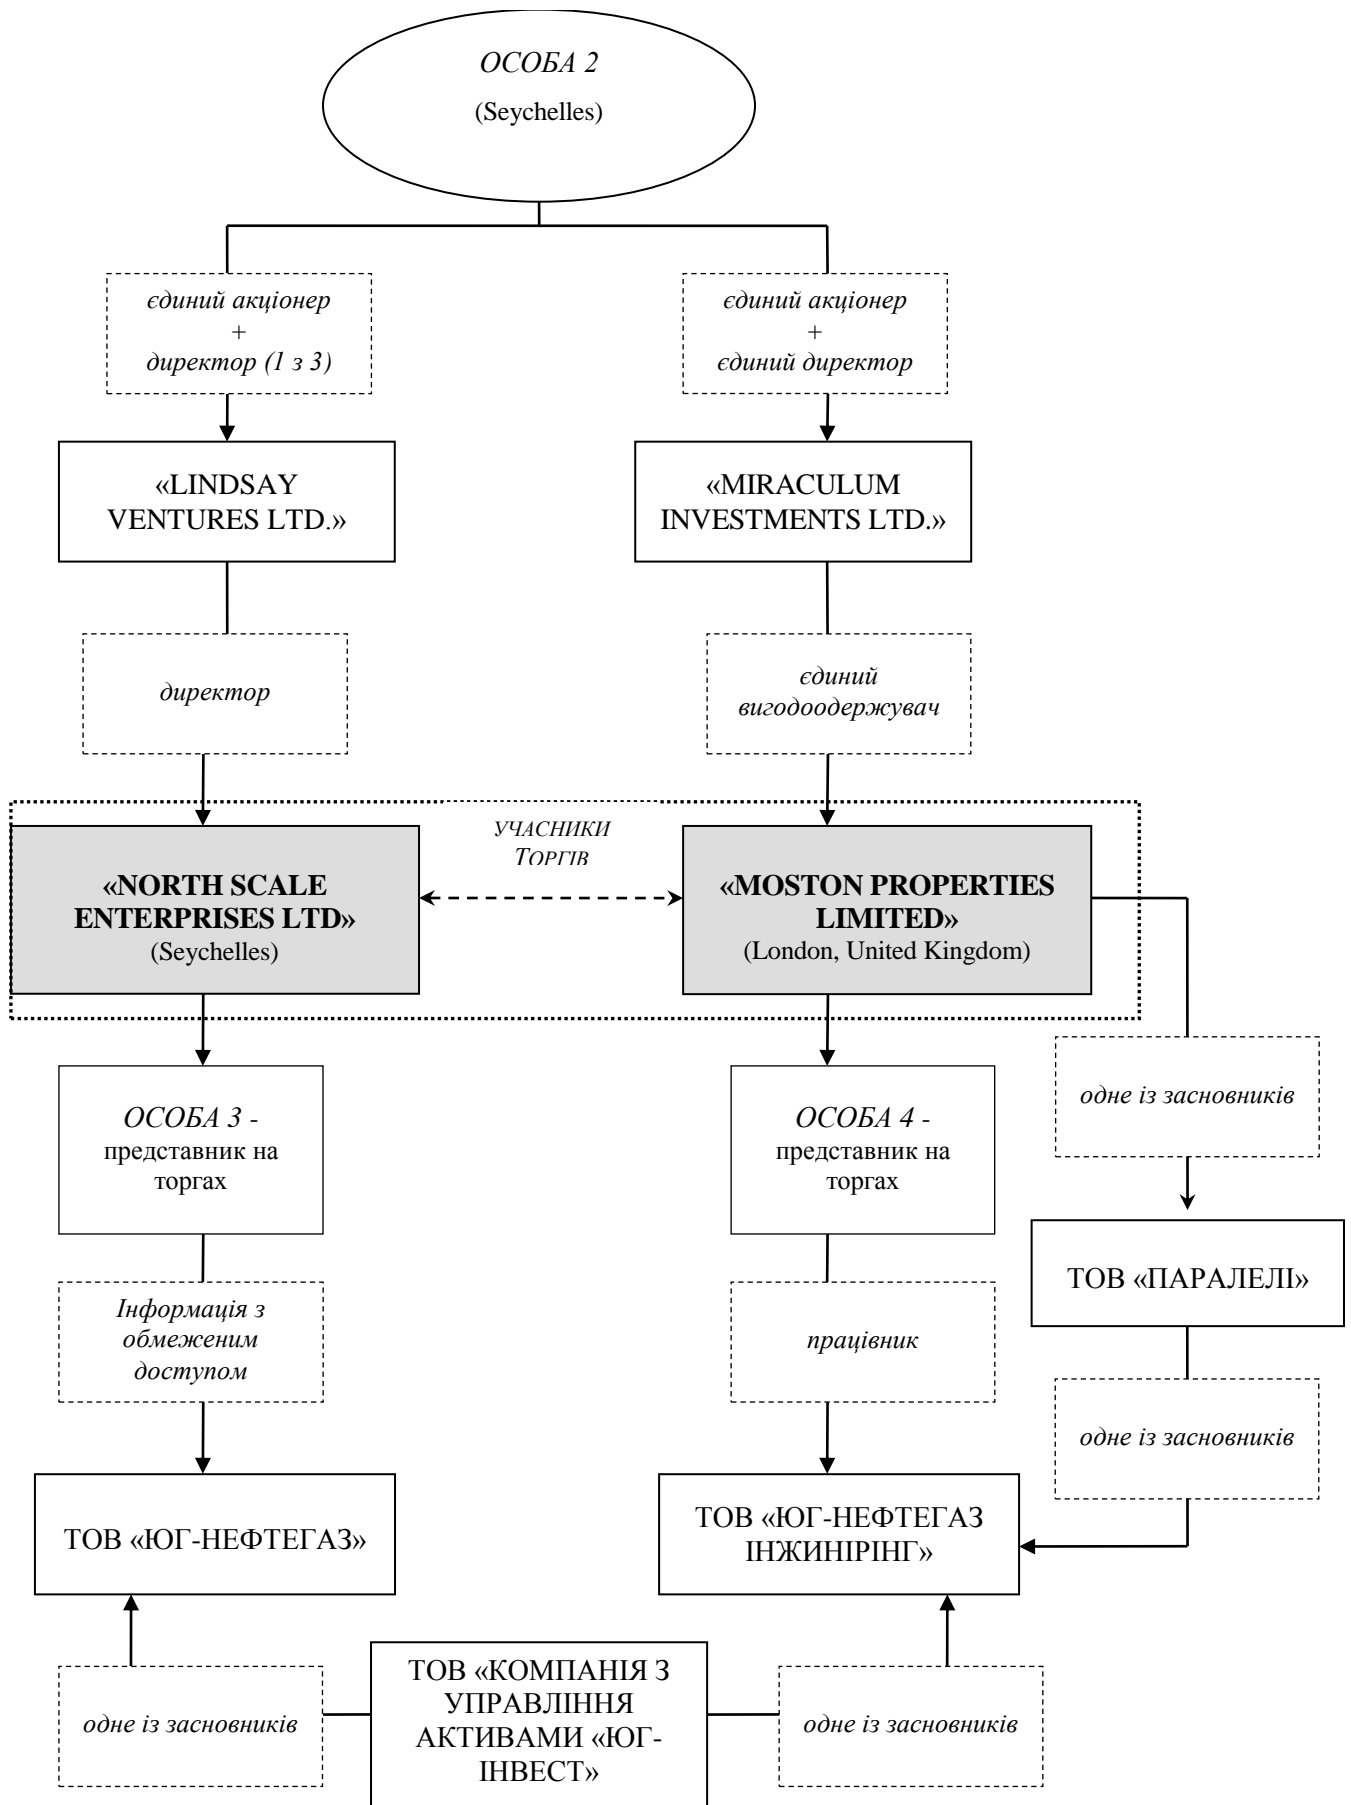 ОСОБА 2
(Seychelles)
єдиний акціонер
+
директор (1 з 3)
єдиний акціонер
+
єдиний директор
«LINDSAY
VENTURES LTD.»
«MIRACULUM
INVESTMENTS LTD.»
директор
єдиний
вигодоодержувач
УЧАСНИКИ
ТОРГІВ
«NORTH SCALE
ENTERPRISES LTD»
(Seychelles)
«MOSTON PROPERTIES
LIMITED»
(London, United Kingdom)
ОСОБА 3 -
представник на
торгах
ОСОБА 4 -
представник на
торгах
одне із засновників
ТОВ «ПАРАЛЕЛІ»
Інформація з
обмеженим
доступом
працівник
одне із засновників
ТОВ «ЮГ-НЕФТЕГАЗ»
ТОВ «ЮГ-НЕФТЕГАЗ
ІНЖИНІРІНГ»
одне із засновників
ТОВ «КОМПАНІЯ З
УПРАВЛІННЯ
АКТИВАМИ «ЮГ-
ІНВЕСТ»
одне із засновників